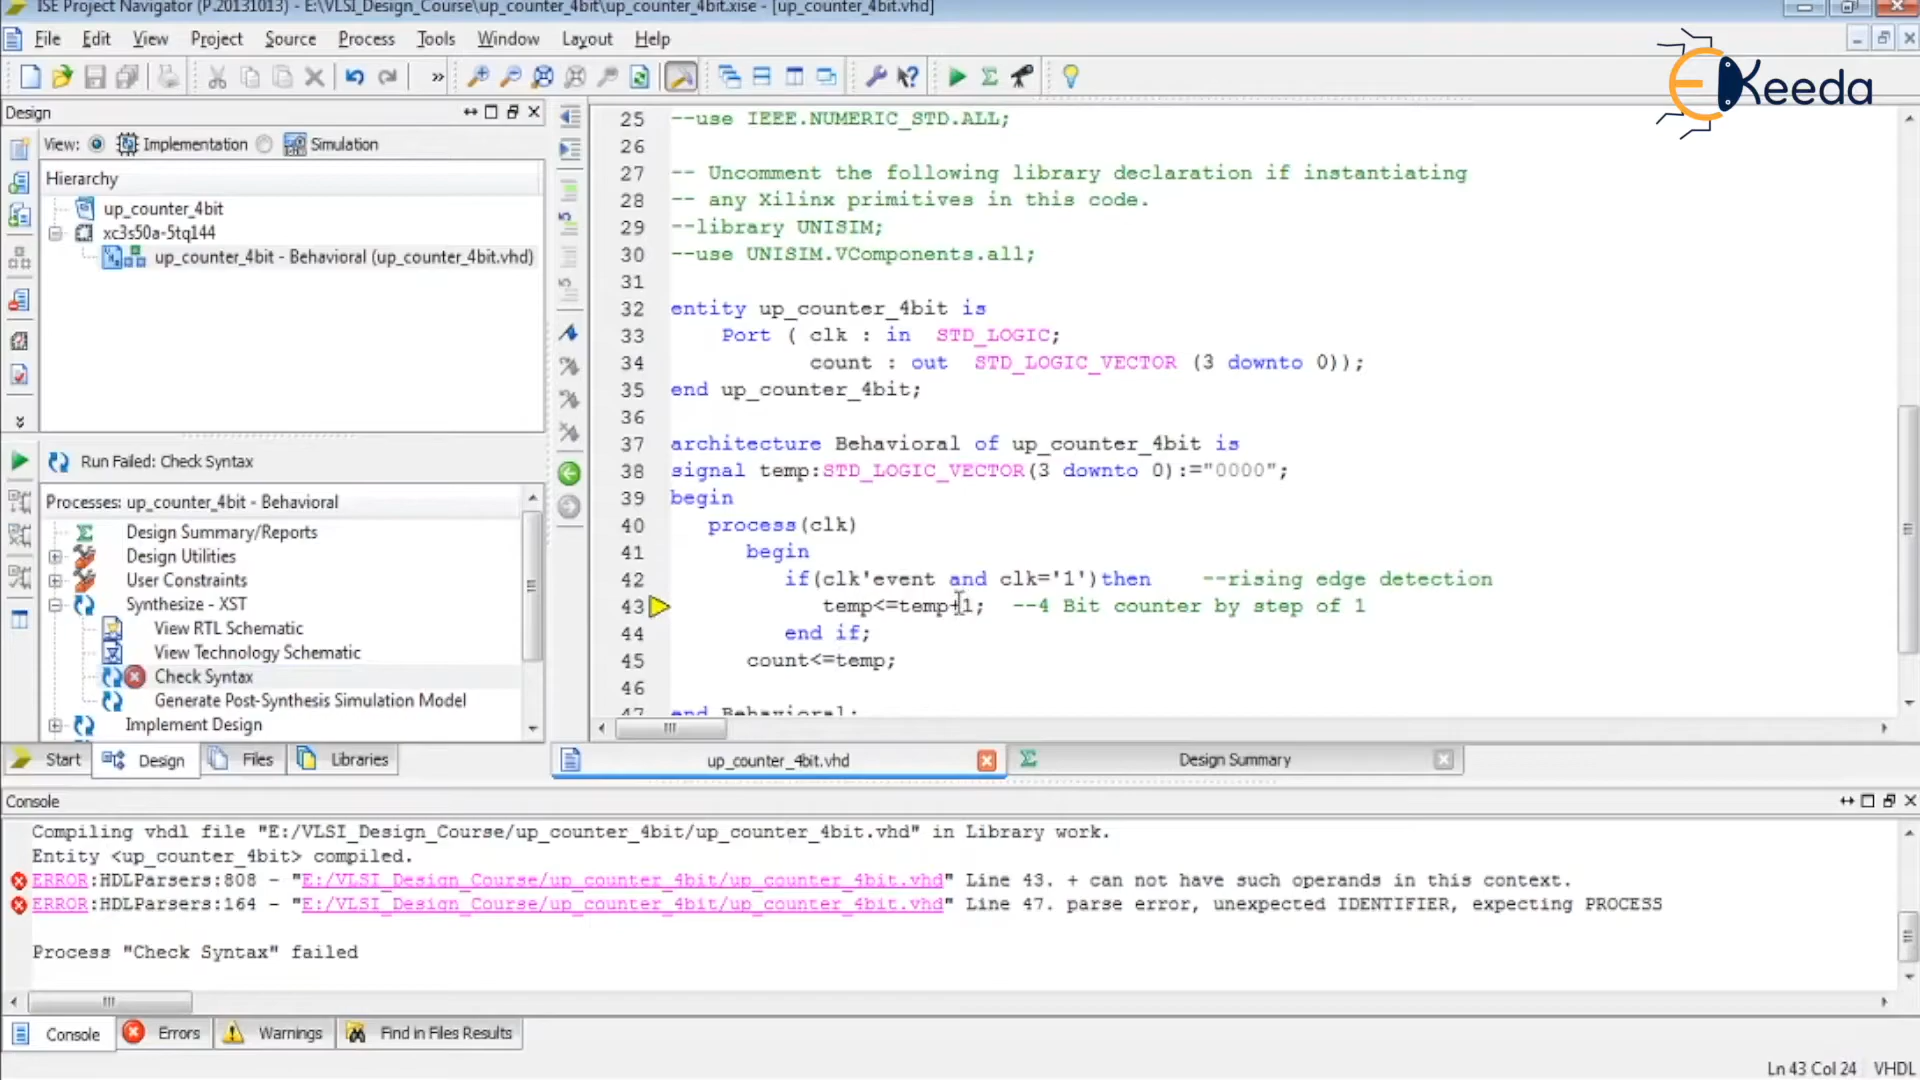 ISE Project Navigator (P.20131013) - E:\VLSI_Design_Course\up_counter_4bit\up_counter_4bit.xise - [up_counter_4bit.vhd]
File Edit View Project Source Process Tools Window Layout Help
EKeeda
Design
View: Implementation Simulation
Hierarchy
up_counter_4bit
xc3s50a-5tq144
up_counter_4bit - Behavioral (up_counter_4bit.vhd)
Run Failed: Check Syntax
Processes: up_counter_4bit - Behavioral
Design Summary/Reports
Design Utilities
User Constraints
Synthesize - XST
View RTL Schematic
View Technology Schematic
Check Syntax
Generate Post-Synthesis Simulation Model
Implement Design
Start Design Files Libraries
25 --use IEEE.NUMERIC_STD.ALL;
26
27 -- Uncomment the following library declaration if instantiating
28 -- any Xilinx primitives in this code.
29 --library UNISIM;
30 --use UNISIM.VComponents.all;
31
32 entity up_counter_4bit is
33 Port ( clk : in STD_LOGIC;
34 count : out STD_LOGIC_VECTOR (3 downto 0));
35 end up_counter_4bit;
36
37 architecture Behavioral of up_counter_4bit is
38 signal temp:STD_LOGIC_VECTOR(3 downto 0):="0000";
39 begin
40 process(clk)
41 begin
42 if(clk'event and clk='1')then --rising edge detection
43 temp<=temp+1; --4 Bit counter by step of 1
44 end if;
45 count<=temp;
46
47 end Behavioral;
up_counter_4bit.vhd Design Summary
Console
Compiling vhdl file "E:/VLSI_Design_Course/up_counter_4bit/up_counter_4bit.vhd" in Library work.
Entity <up_counter_4bit> compiled.
ERROR:HDLParsers:808 - "E:/VLSI_Design_Course/up_counter_4bit/up_counter_4bit.vhd" Line 43. + can not have such operands in this context.
ERROR:HDLParsers:164 - "E:/VLSI_Design_Course/up_counter_4bit/up_counter_4bit.vhd" Line 47. parse error, unexpected IDENTIFIER, expecting PROCESS
Process "Check Syntax" failed
Console Errors Warnings Find in Files Results
Ln 43 Col 24 VHDL